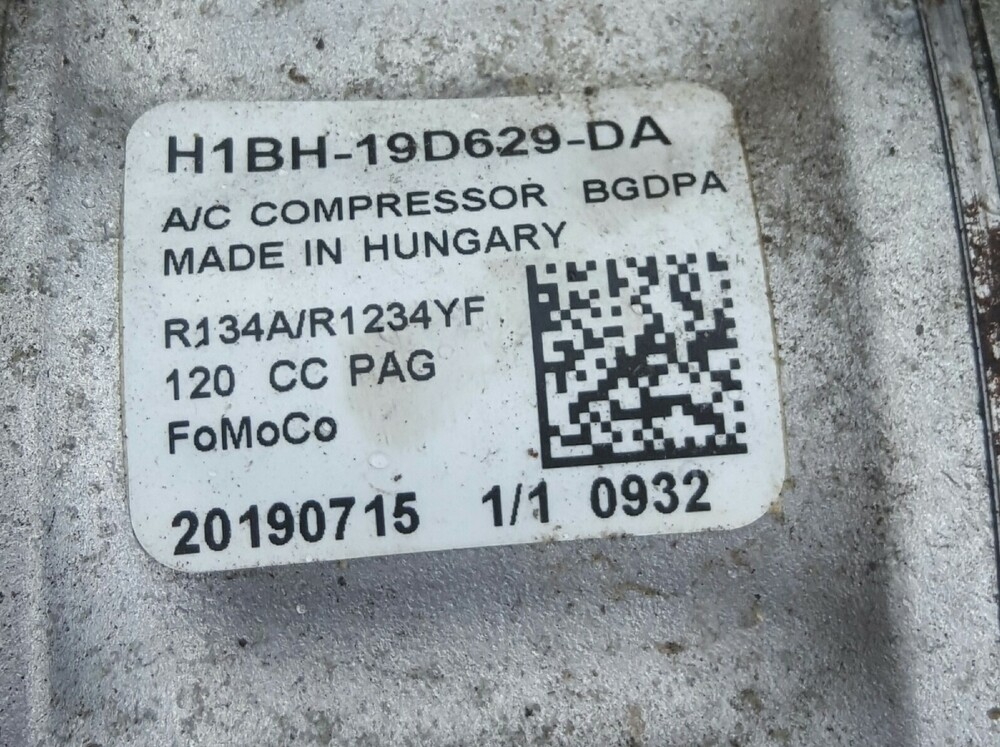 H1BH-19D629-DA
A/C COMPRESSOR BGDPA
MADE IN HUNGARY
R134A/R1234YF
120 CC PAG
FoMoCo
20190715 1/1 0932